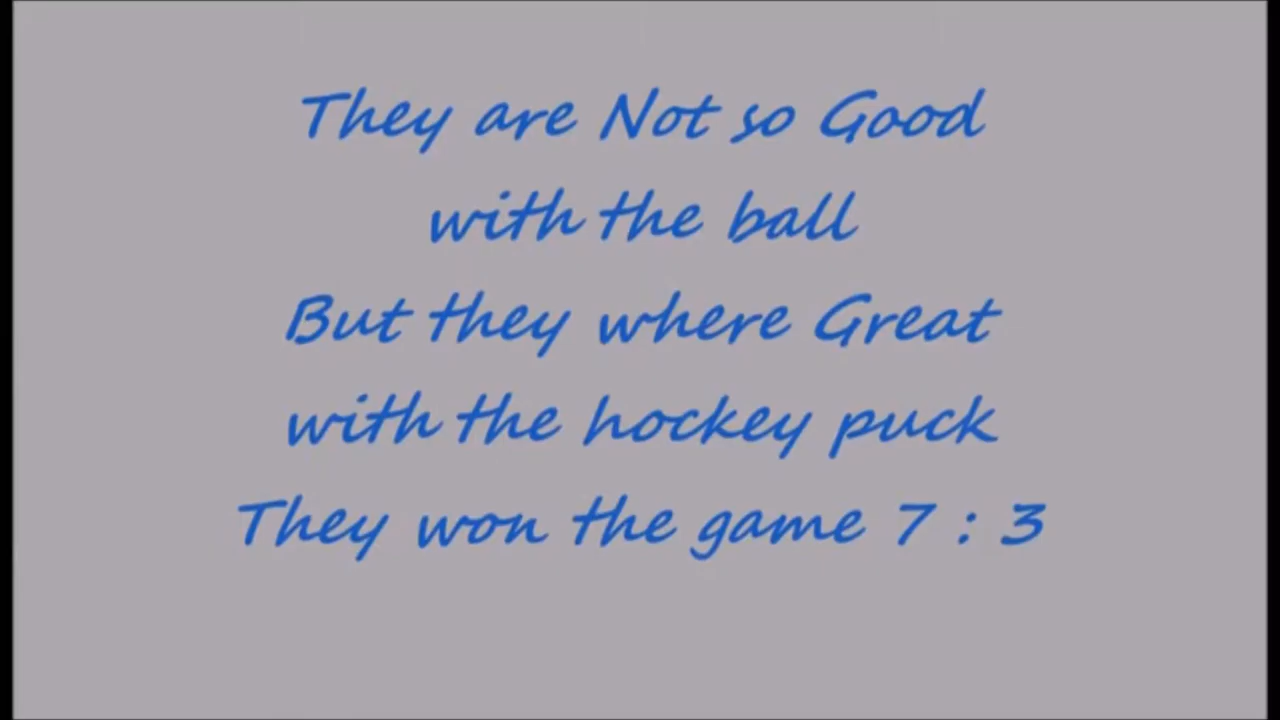 They are Not so Good
with the ball
But they where Great
with the hockey puck
They won the game 7 : 3